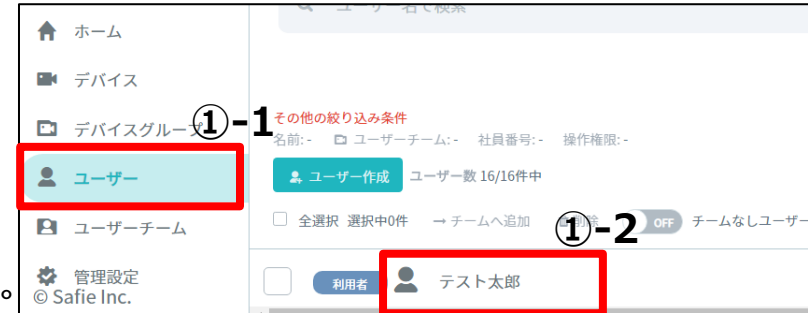 ホーム
ユーザー名で検索
デバイス
デバイスグループ
①-1
その他の絞り込み条件
名前:- ユーザーチーム:- 社員番号:- 操作権限:-
ユーザー
ユーザー作成 ユーザー数 16/16件中
ユーザーチーム
全選択 選択中0件 →チームへ追加 削除 OFF チームなしユーザー
①-2
管理設定
利用者 テスト太郎
。
© Safie Inc.